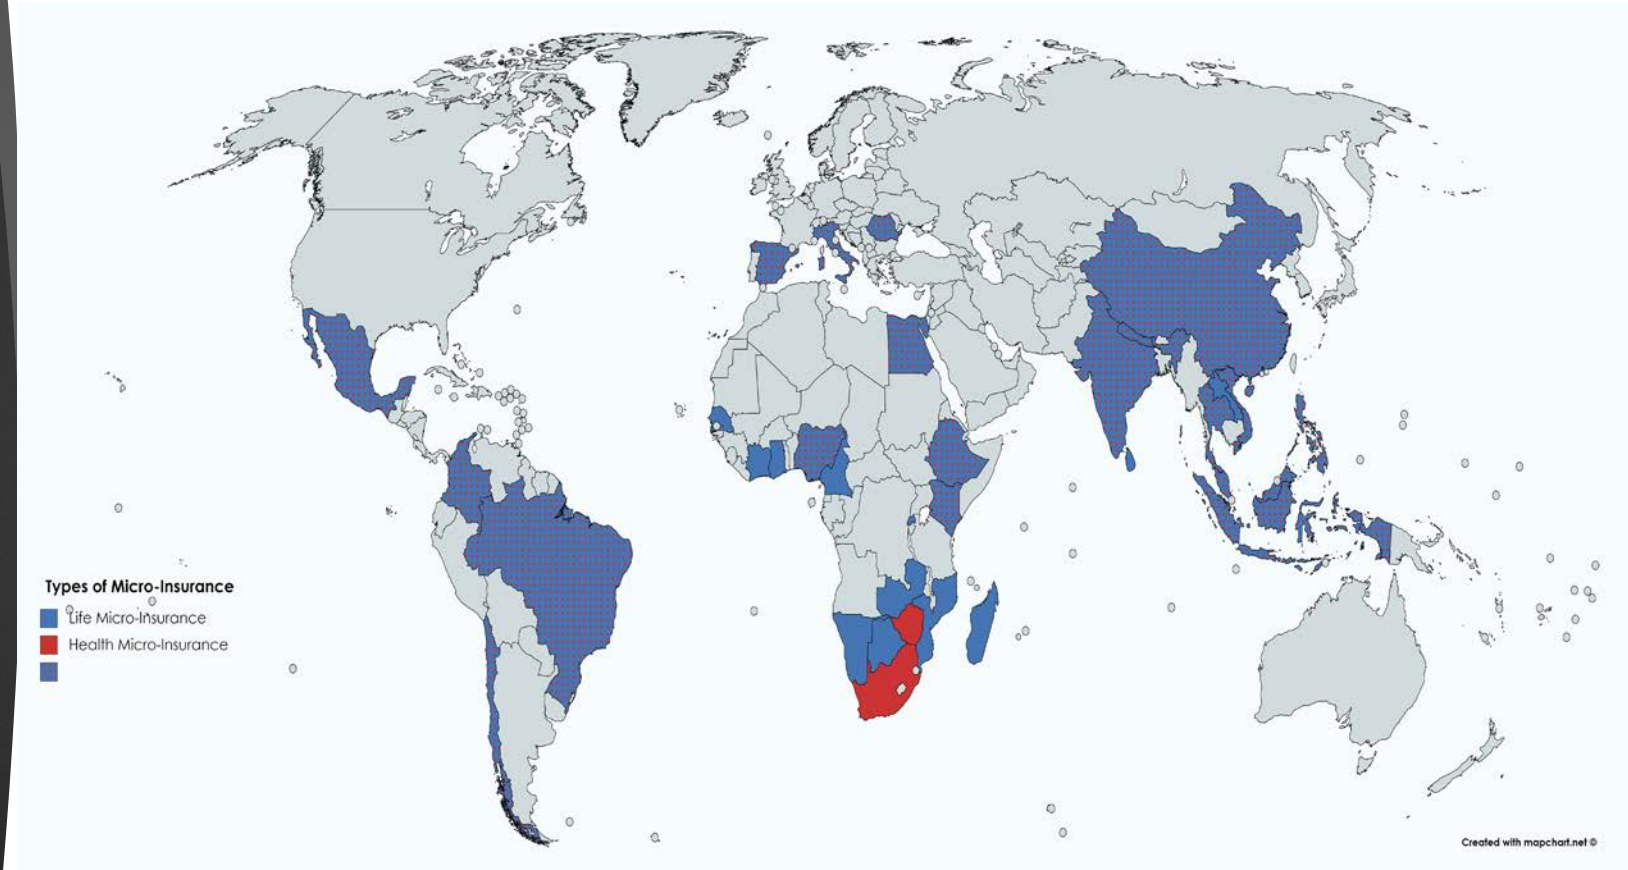 Types of Micro-Insurance
Life Micro-Insurance
Health Micro-Insurance
Created with mapchart.net ©